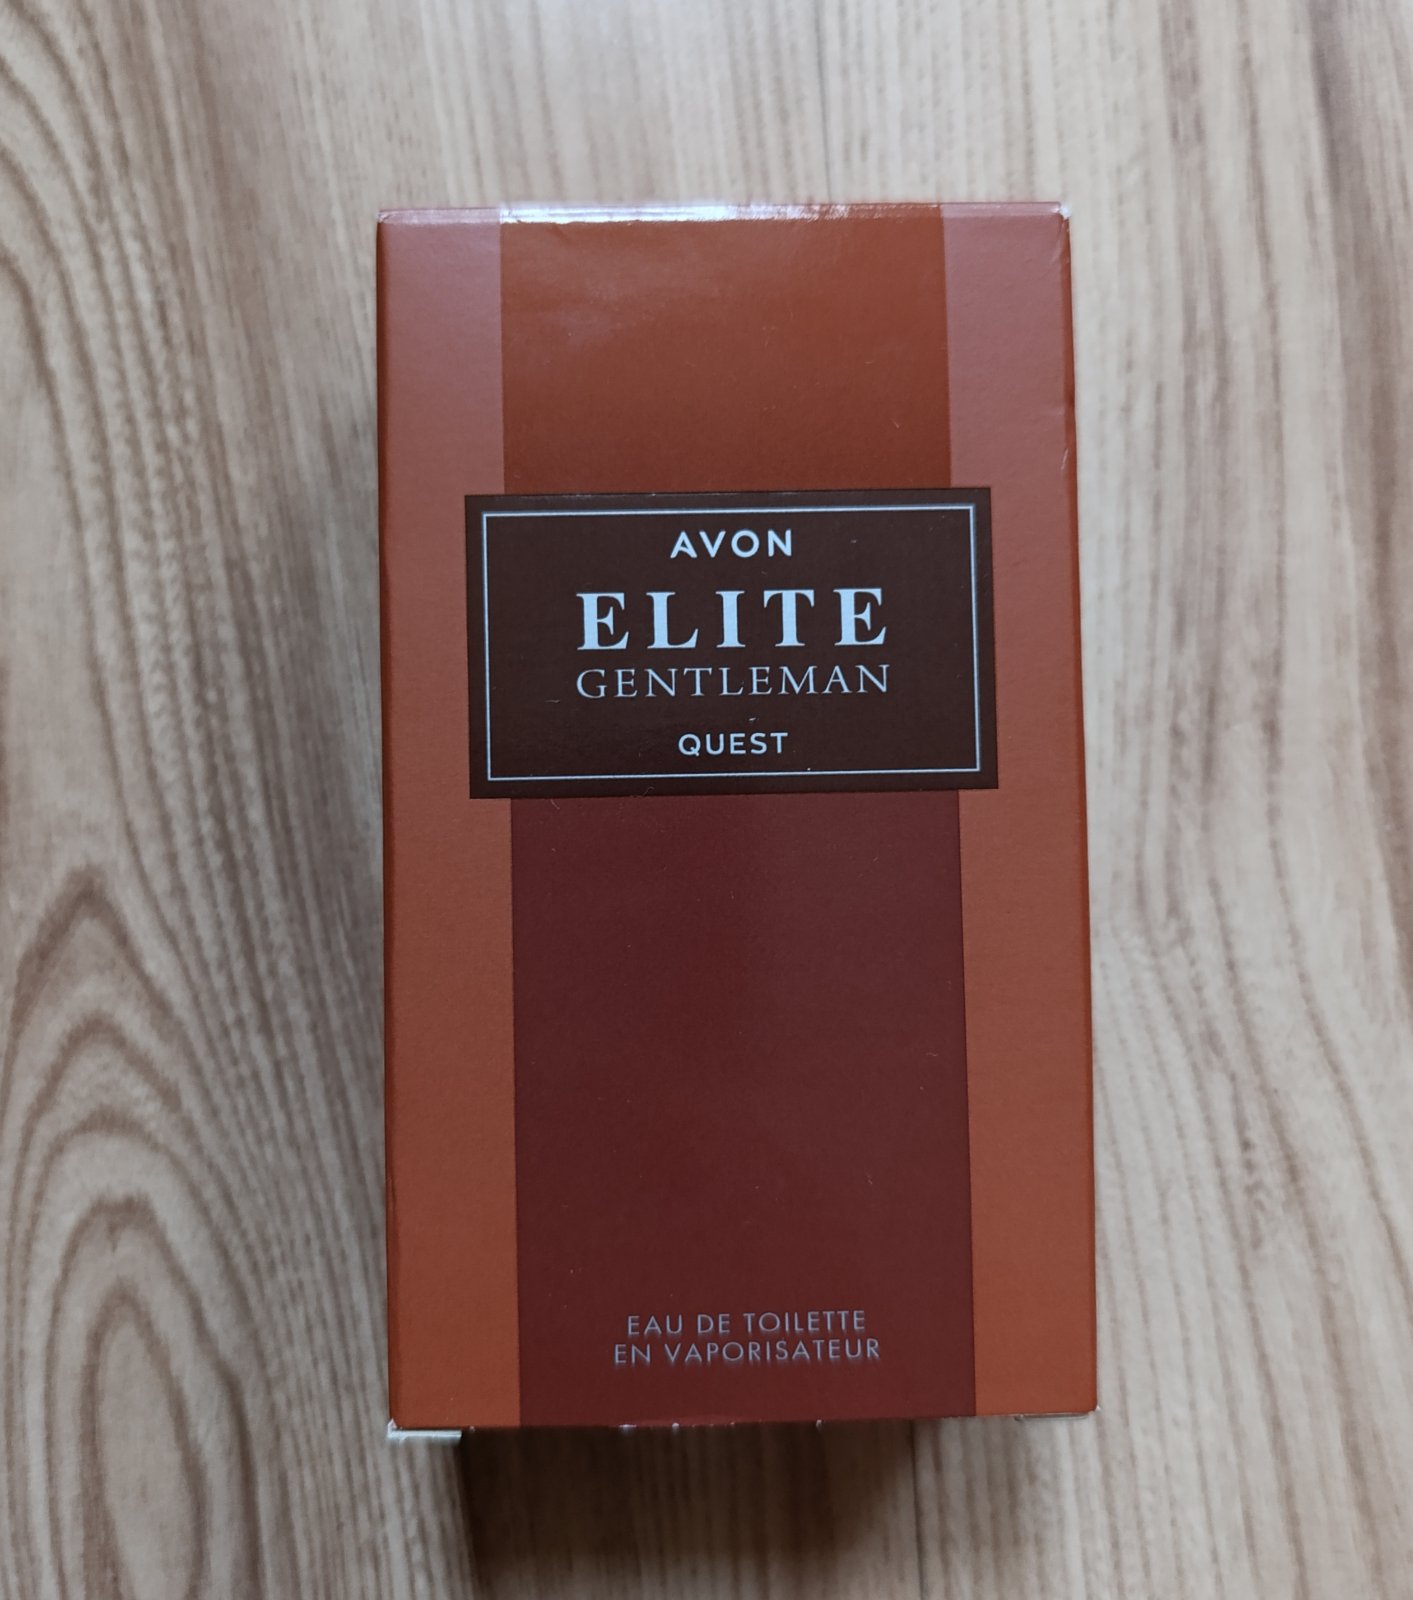 AVON
ELITE
GENTLEMAN
QUEST
EAU DE TOILETTE
EN VAPORISATEUR